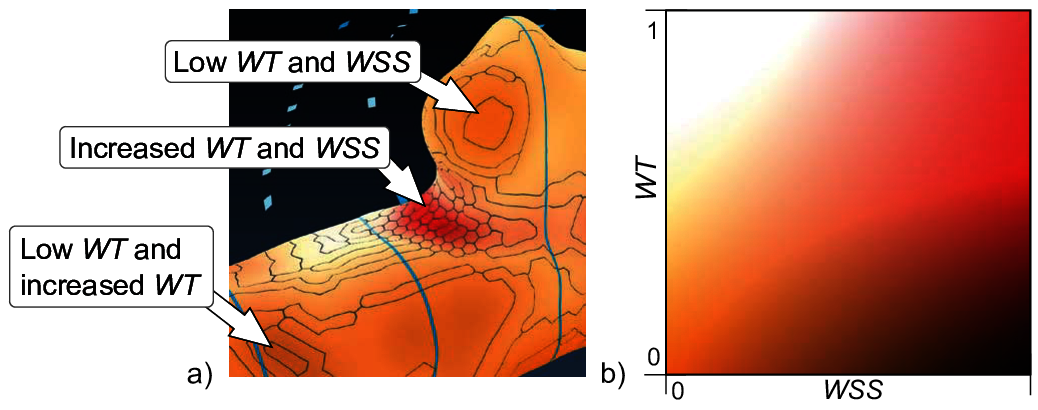 Low WT and WSS
Increased WT and WSS
Low WT and
increased WT
a)
b)
1
WT
0
0
WSS